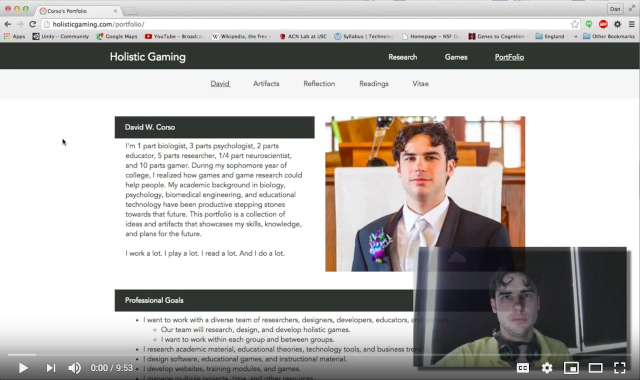 Corso's Portfolio
Dan
holisticgaming.com/portfolio/
Apps Unity – Community Google Maps YouTube – Broadcas Wikipedia, the free e ACN Lab at USC Syllabus | Technolog Homepage – NSF Gr Genes to Cognition England » Other Bookmarks
Holistic Gaming Research Games PortFolio
David Artifacts Reflection Readings Vitae
David W. Corso
I'm 1 part biologist, 3 parts psychologist, 2 parts
educator, 5 parts researcher, 1/4 part neuroscientist,
and 10 parts gamer. During my sophomore year of
college, I realized how games and game research could
help people. My academic background in biology,
psychology, biomedical engineering, and educational
technology have been productive stepping stones
towards that future. This portfolio is a collection of
ideas and artifacts that showcases my skills, knowledge,
and plans for the future.
I work a lot. I play a lot. I read a lot. And I do a lot.
Professional Goals
• I want to work with a diverse team of researchers, designers, developers, educators, and
Our team will research, design, and develop holistic games.
I want to work within each group and between groups.
• I research academic material, educational theories, technology tools, and business tren
• I design software, educational games, and instructional material.
• I develop websites, training modules, and games.
• I manage multiple projects, time, and other resources.
0:00 / 9:53
CC